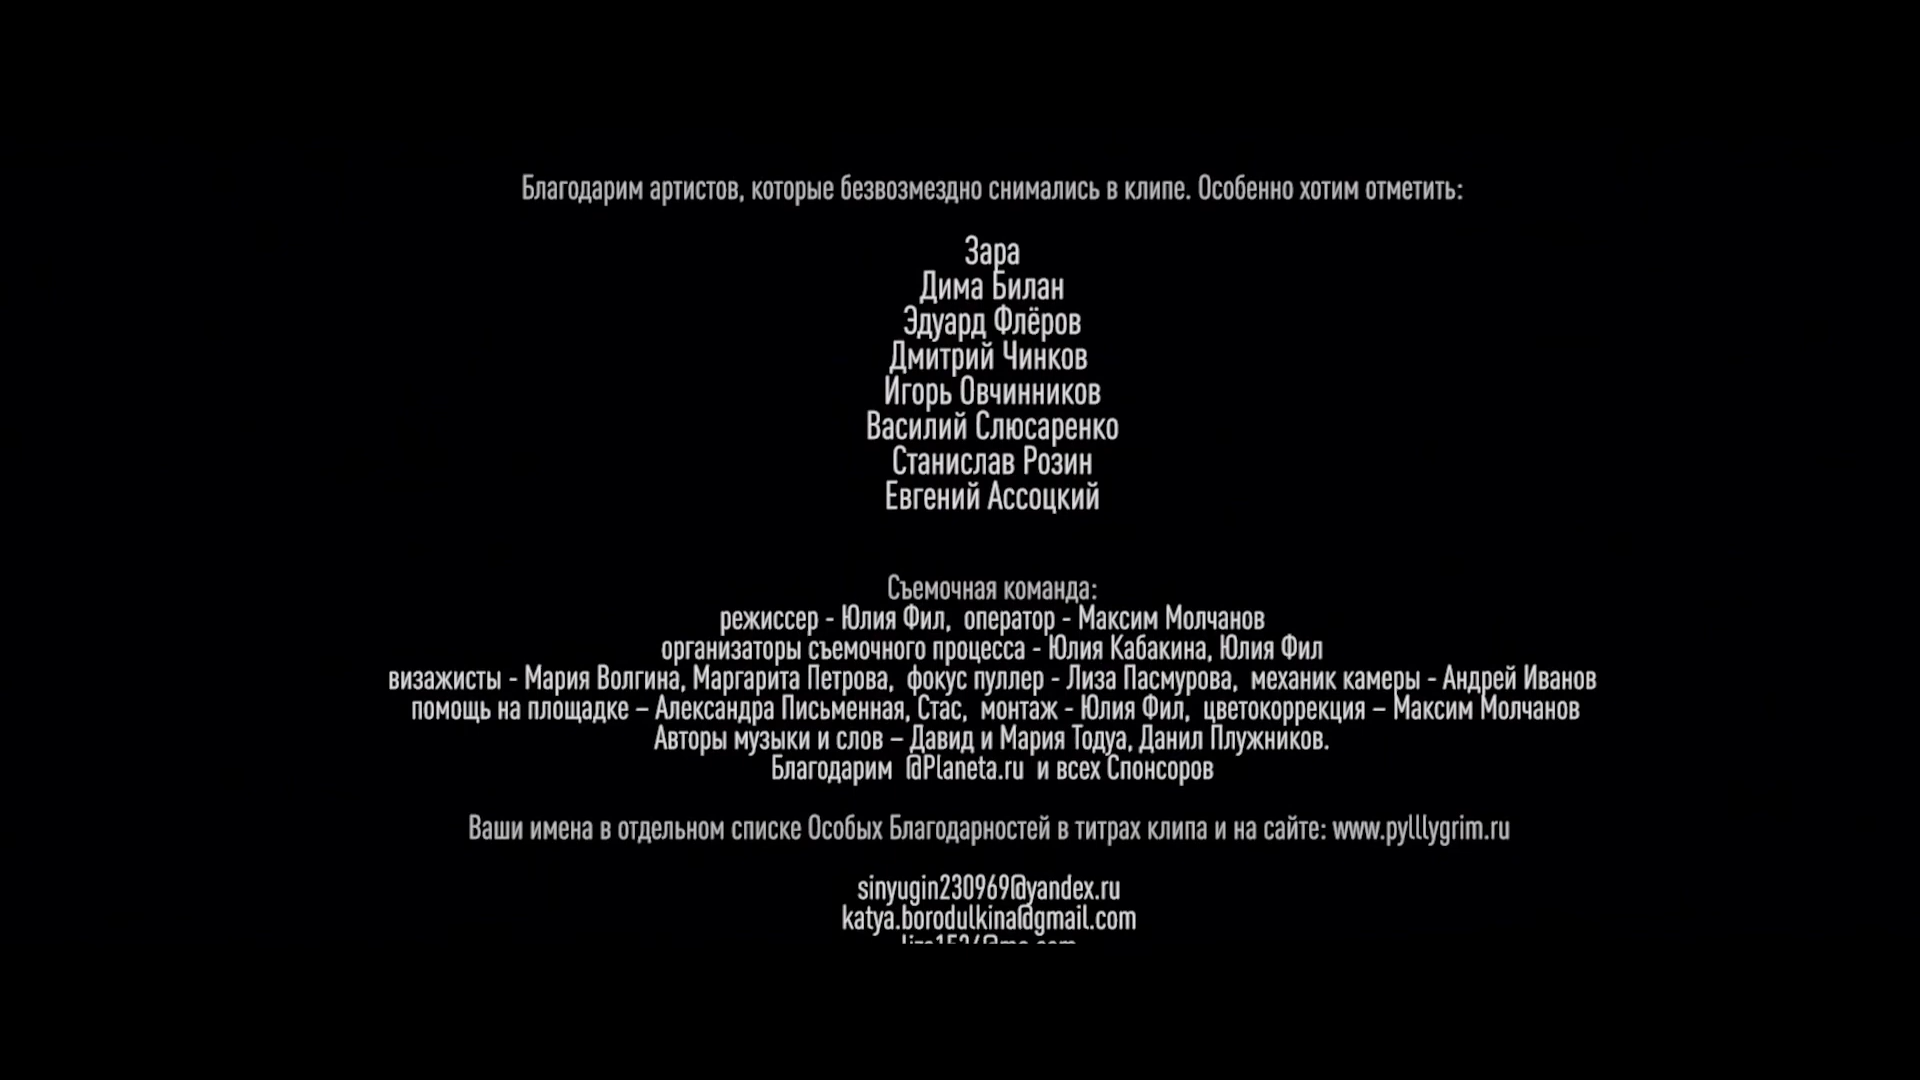 Благодарим артистов, которые безвозмездно снимались в клипе. Особенно хотим отметить:
Зара
Дима Билан
Эдуард Флёров
Дмитрий Чинков
Игорь Овчинников
Василий Слюсаренко
Станислав Розин
Евгений Ассоцкий
Съемочная команда:
режиссер - Юлия Фил, оператор - Максим Молчанов
организаторы съемочного процесса - Юлия Кабакина, Юлия Фил
визажисты - Мария Волгина, Маргарита Петрова, фокус пуллер - Лиза Пасмурова, механик камеры - Андрей Иванов
помощь на площадке – Александра Письменная, Стас, монтаж - Юлия Фил, цветокоррекция – Максим Молчанов
Авторы музыки и слов – Давид и Мария Тодуа, Данил Плужников.
Благодарим @Planeta.ru и всех Спонсоров
Ваши имена в отдельном списке Особых Благодарностей в титрах клипа и на сайте: www.pylllygrim.ru
sinyugin230969@yandex.ru
katya.borodulkina@gmail.com